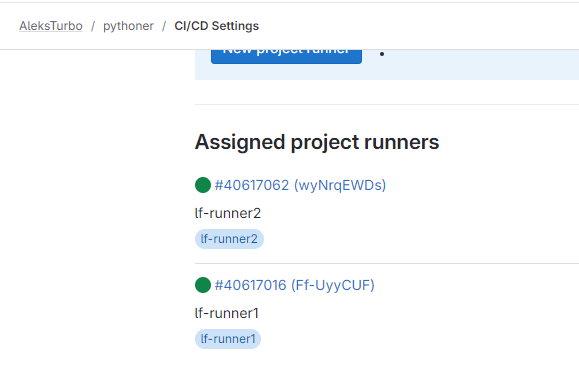 AleksTurbo / pythoner / CI/CD Settings
New project runner
Assigned project runners
#40617062 (wyNrqEWDs)
lf-runner2
lf-runner2
#40617016 (Ff-UyyCUF)
lf-runner1
lf-runner1